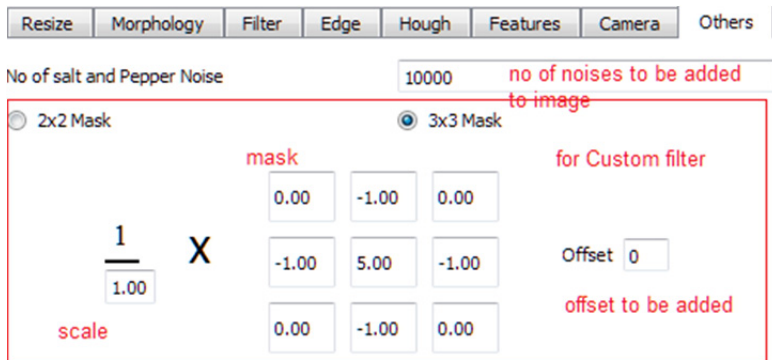 Resize Morphology Filter Edge Hough Features Camera Others
No of salt and Pepper Noise 10000 no of noises to be added
to image
2x2 Mask 3x3 Mask
mask for Custom filter
0.00 -1.00 0.00
1
X -1.00 5.00 -1.00 Offset 0
1.00
offset to be added
scale 0.00 -1.00 0.00